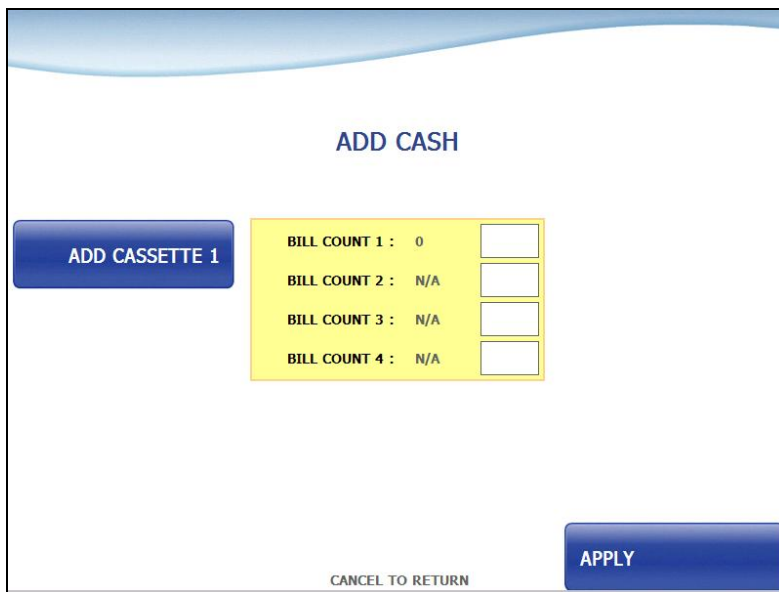 ADD CASH
ADD CASSETTE 1
BILL COUNT 1 : 0
BILL COUNT 2 : N/A
BILL COUNT 3 : N/A
BILL COUNT 4 : N/A
APPLY
CANCEL TO RETURN